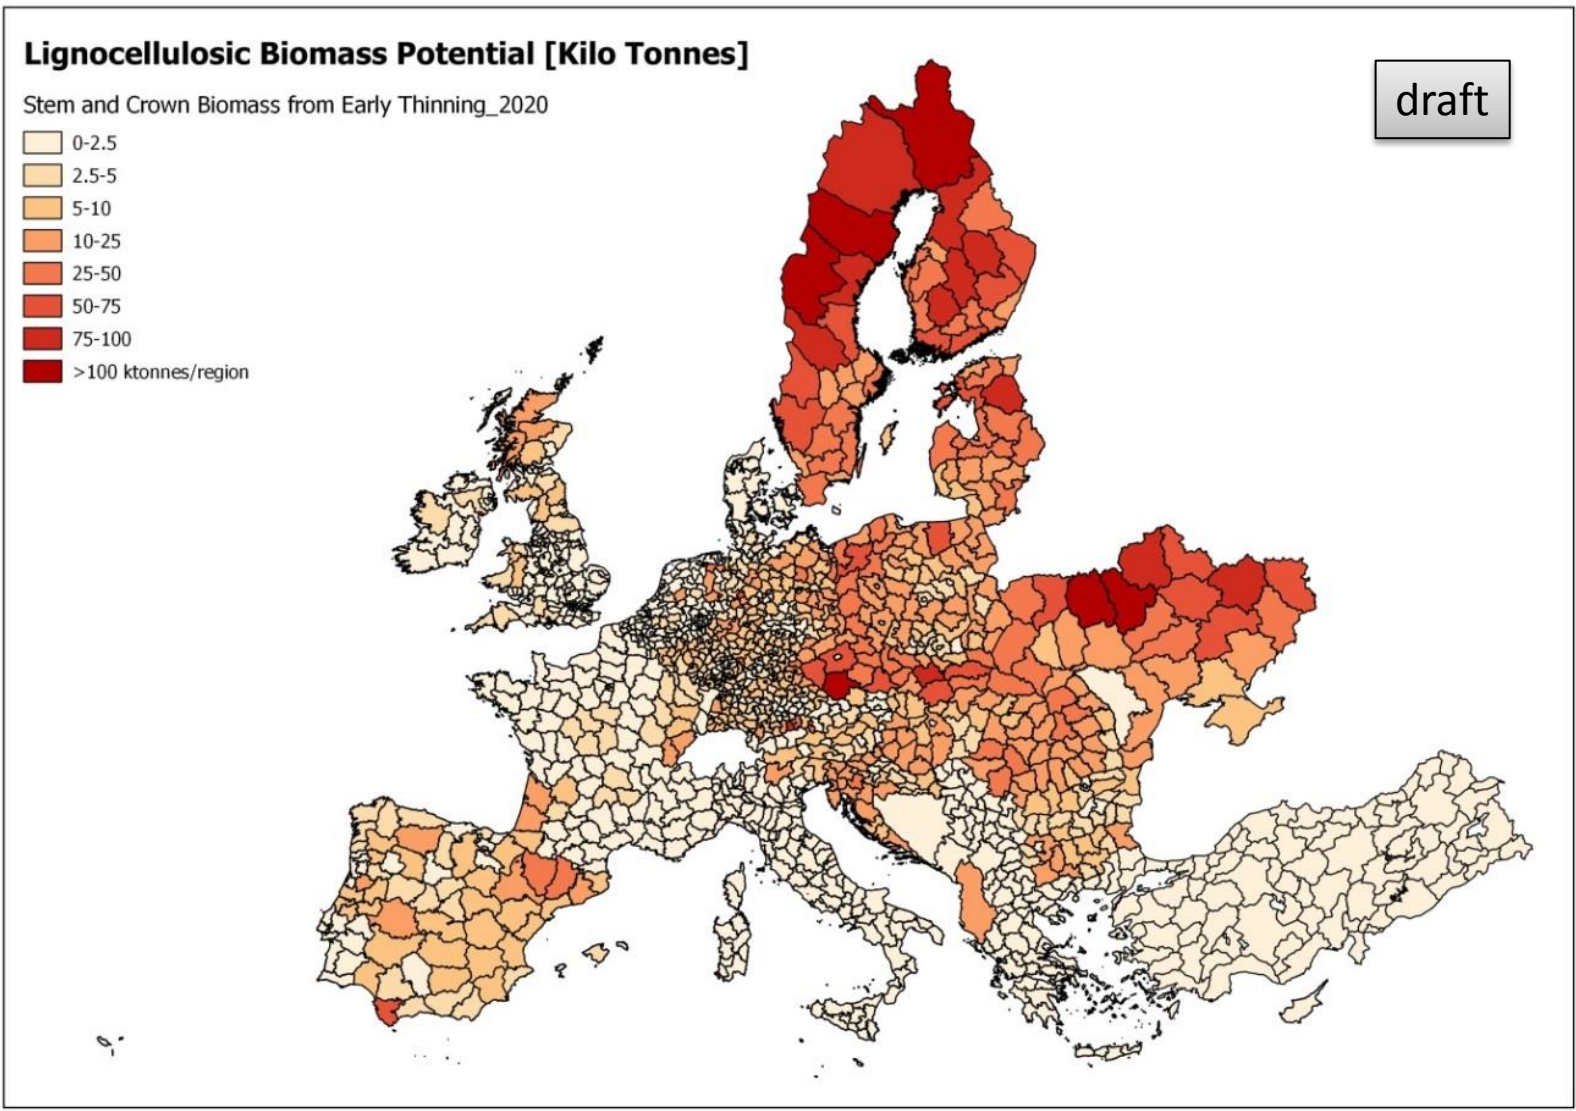 Lignocellulosic Biomass Potential [Kilo Tonnes]
draft
Stem and Crown Biomass from Early Thinning_2020
0-2.5
2.5-5
5-10
10-25
25-50
50-75
75-100
>100 ktonnes/region